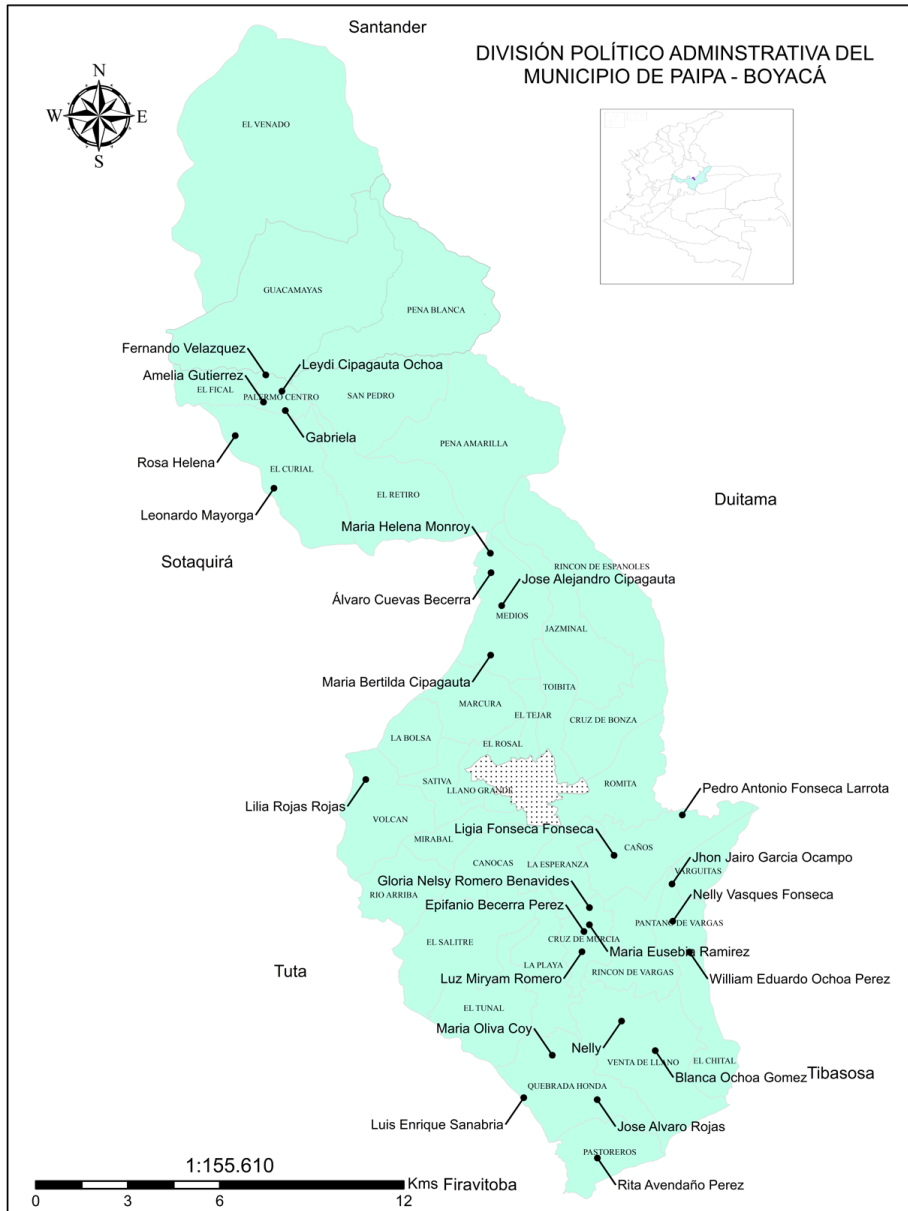 Santander
DIVISIÓN POLÍTICO ADMINSTRATIVA DEL
MUNICIPIO DE PAIPA - BOYACÁ
N
W E
S
EL VENADO
GUACAMAYAS
PENA BLANCA
Fernando Velazquez
Leydi Cipagauta Ochoa
Amelia Gutierrez
EL FICAL
PALERMO CENTRO
SAN PEDRO
Gabriela
PENA AMARILLA
Rosa Helena
EL CURIAL
EL RETIRO
Duitama
Leonardo Mayorga
Maria Helena Monroy
Sotaquirá
RINCON DE ESPANOLES
Jose Alejandro Cipagauta
Álvaro Cuevas Becerra
MEDIOS
JAZMINAL
Maria Bertilda Cipagauta
TOIBITA
MARCURA
EL TEJAR
CRUZ DE BONZA
LA BOLSA
EL ROSAL
SATIVA
ROMITA
LLANO GRANDE
Pedro Antonio Fonseca Larrota
Lilia Rojas Rojas
VOLCAN
Ligia Fonseca Fonseca
MIRABAL
CAÑOS
Jhon Jairo Garcia Ocampo
CANOCAS
LA ESPERANZA
VARGUITAS
Gloria Nelsy Romero Benavides
Nelly Vasques Fonseca
RIO ARRIBA
Epifanio Becerra Perez
PANTANO DE VARGAS
EL SALITRE
CRUZ DE MURCIA
Maria Eusebia Ramirez
LA PLAYA
Tuta
RINCON DE VARGAS
Luz Miryam Romero
William Eduardo Ochoa Perez
EL TUNAL
Maria Oliva Coy
Nelly
EL CHITAL
VENTA DE LLANO
Tibasosa
Blanca Ochoa Gomez
QUEBRADA HONDA
Luis Enrique Sanabria
Jose Alvaro Rojas
PASTOREROS
1:155.610
Rita Avendaño Perez
Kms
Firavitoba
0 3 6 12